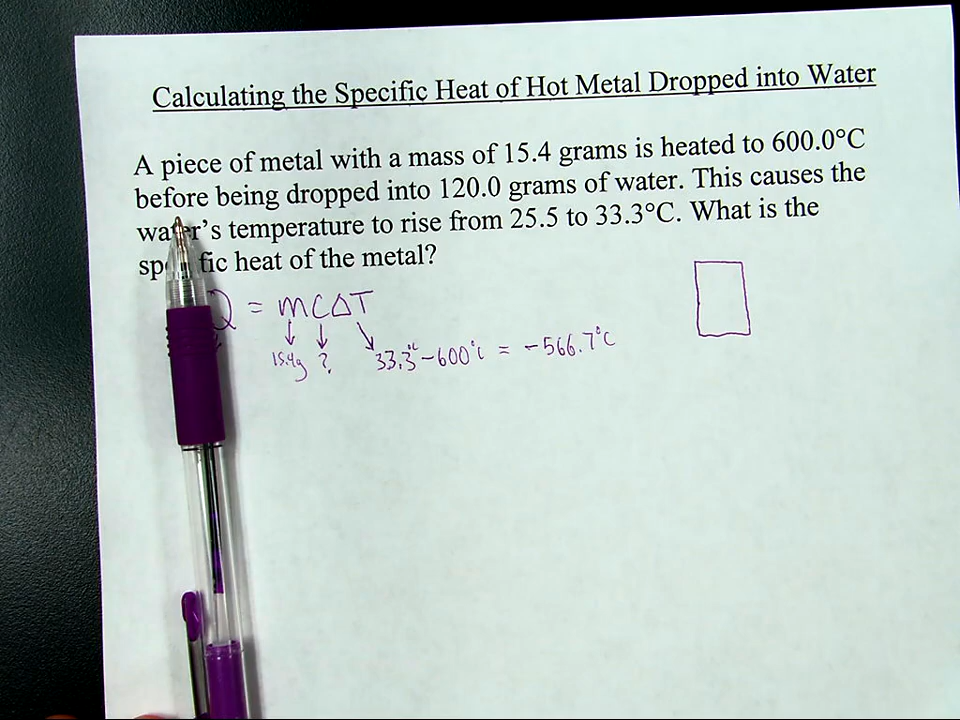 Calculating the Specific Heat of Hot Metal Dropped into Water
A piece of metal with a mass of 15.4 grams is heated to 600.0°C
before being dropped into 120.0 grams of water. This causes the
water's temperature to rise from 25.5 to 33.3°C. What is the
fic heat of the metal?
Q = mCΔT
15.4g ? 33.3°C - 600°C = -566.7°C